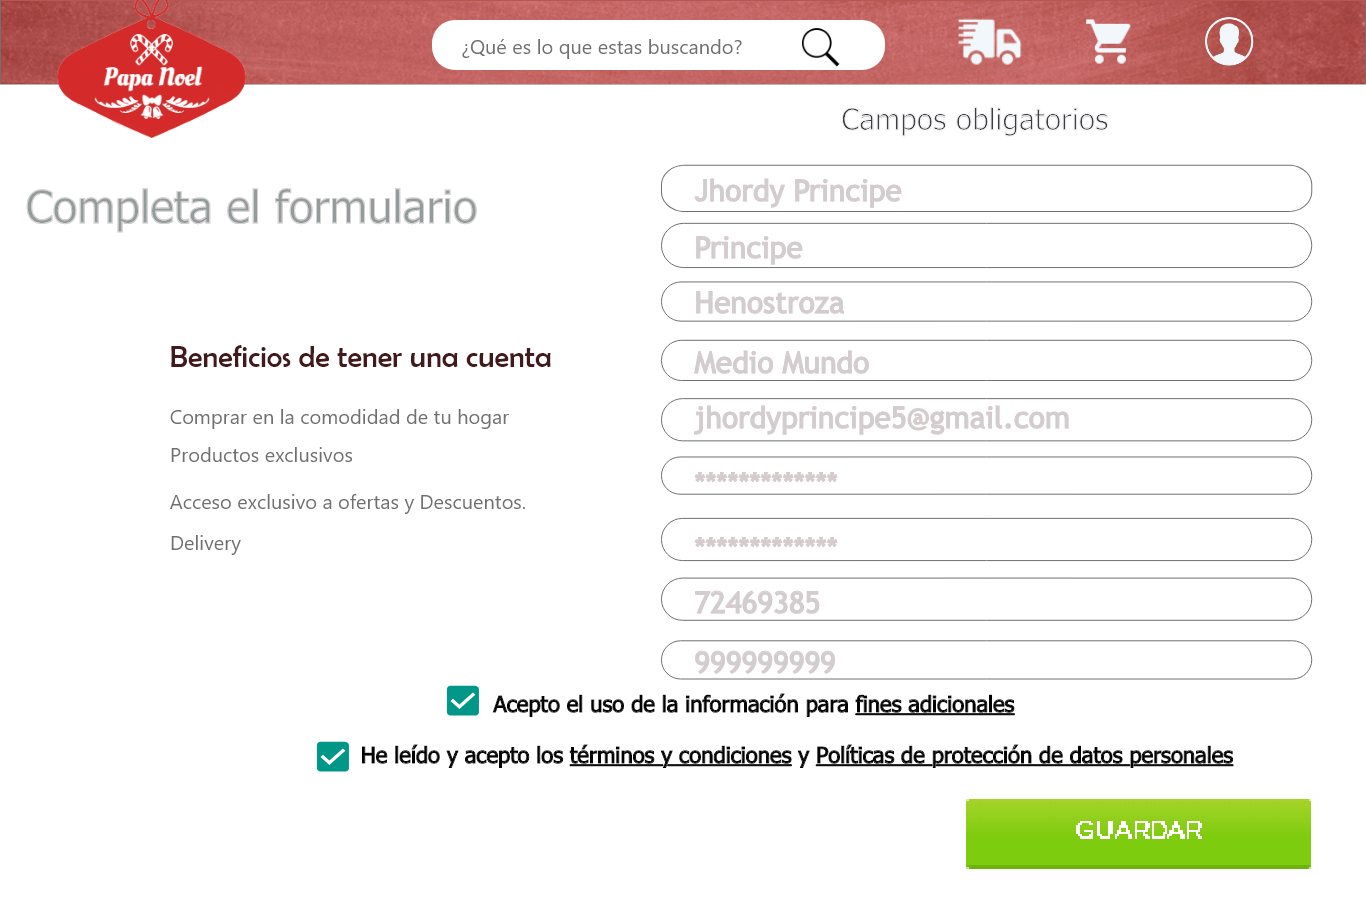 ¿Qué es lo que estas buscando?
Papa Noel
Campos obligatorios
Completa el formulario
Jhordy Principe
Principe
Henostroza
Medio Mundo
jhordyprincipe5@gmail.com
*************
*************
72469385
999999999
Beneficios de tener una cuenta
Comprar en la comodidad de tu hogar
Productos exclusivos
Acceso exclusivo a ofertas y Descuentos.
Delivery
Acepto el uso de la información para fines adicionales
He leído y acepto los términos y condiciones y Políticas de protección de datos personales
GUARDAR